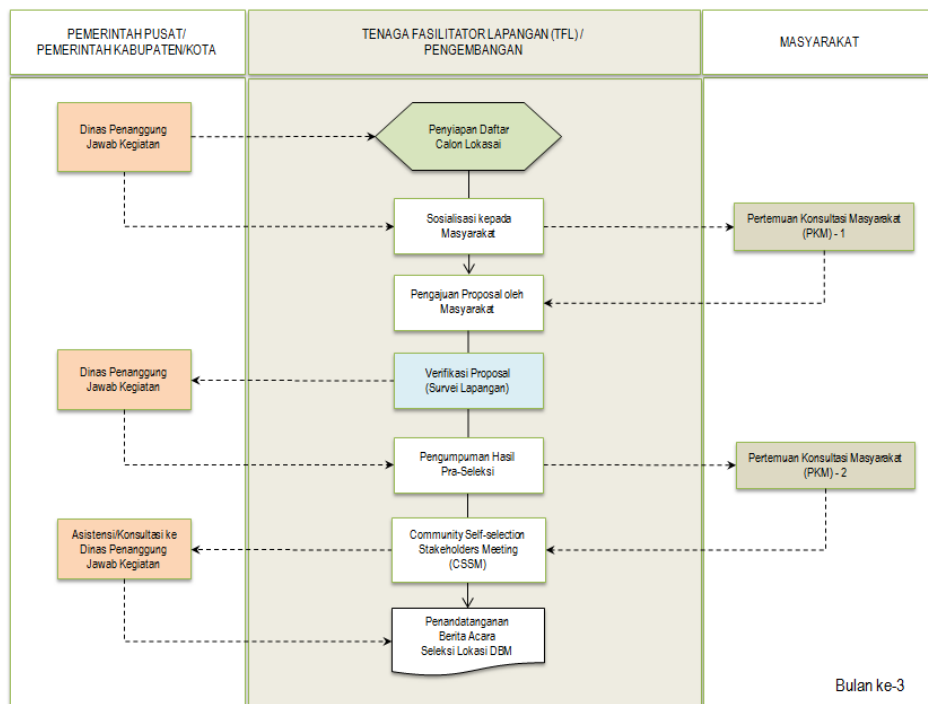 PEMERINTAH PUSAT/
PEMERINTAH KABUPATEN/KOTA
TENAGA FASILITATOR LAPANGAN (TFL) /
PENGEMBANGAN
MASYARAKAT
Dinas Penanggung
Jawab Kegiatan
Penyiapan Daftar
Calon Lokasai
Sosialisasi kepada
Masyarakat
Pertemuan Konsultasi Masyarakat
(PKM) - 1
Pengajuan Proposal oleh
Masyarakat
Dinas Penanggung
Jawab Kegiatan
Verifikasi Proposal
(Survei Lapangan)
Pengumpuman Hasil
Pra-Seleksi
Pertemuan Konsultasi Masyarakat
(PKM) - 2
Asistensi/Konsultasi ke
Dinas Penanggung
Jawab Kegiatan
Community Self-selection
Stakeholders Meeting
(CSSM)
Penandatanganan
Berita Acara
Seleksi Lokasi DBM
Bulan ke-3